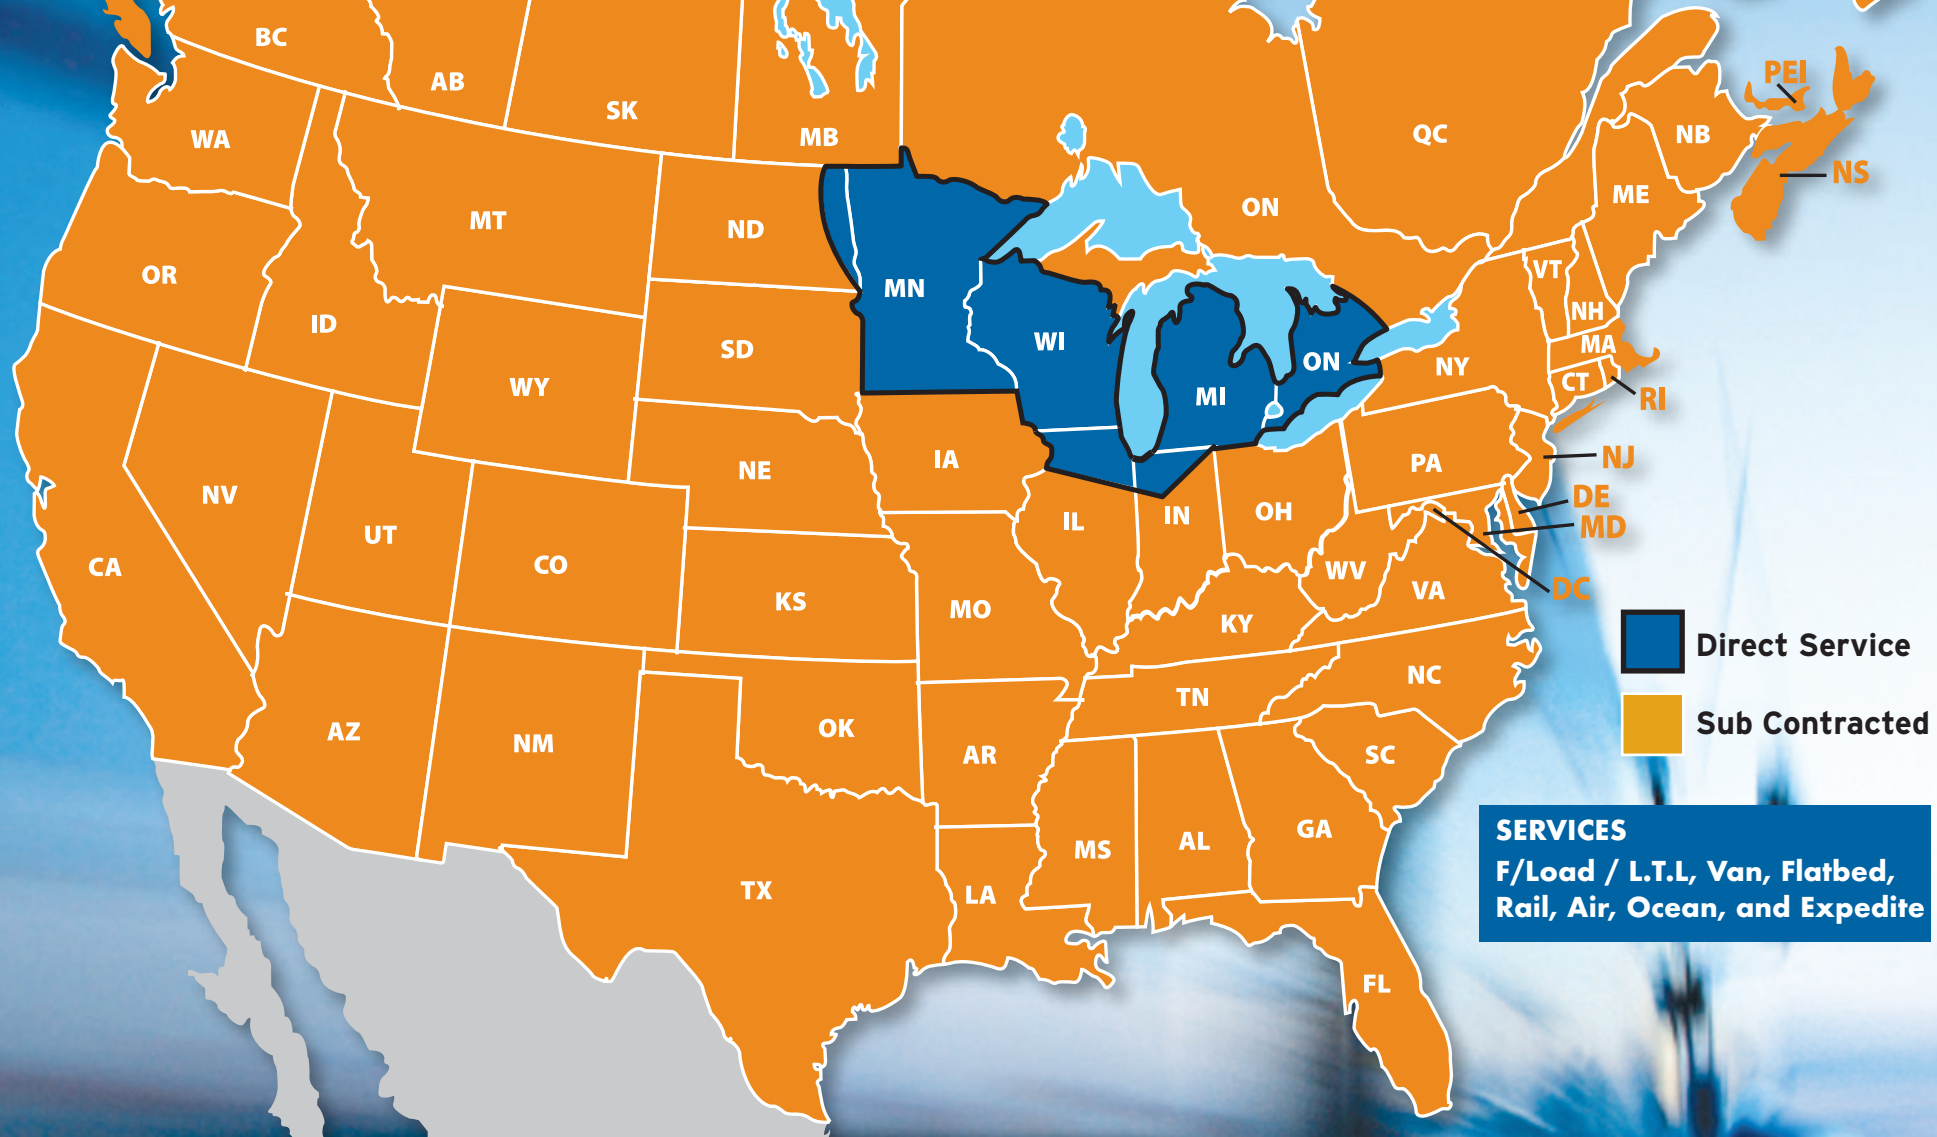 BC
AB
SK
MB
ON
QC
PEI
NB
NS
WA
MT
ND
MN
ME
OR
ID
SD
WI
MI
ON
NY
VT
NH
MA
CT
RI
WY
NV
UT
CO
NE
IA
IL
IN
OH
PA
NJ
DE
MD
DC
CA
KS
MO
WV
VA
KY
NC
TN
AZ
NM
OK
AR
SC
TX
LA
MS
AL
GA
FL
Direct Service
Sub Contracted
SERVICES
F/Load / L.T.L, Van, Flatbed,
Rail, Air, Ocean, and Expedite